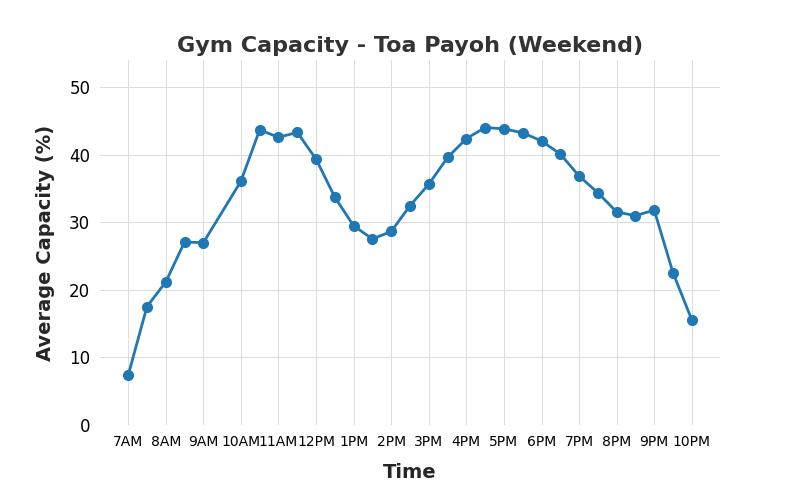 Gym Capacity - Toa Payoh (Weekend)
Average Capacity (%)
50
40
30
20
10
0
7AM 8AM 9AM 10AM 11AM 12PM 1PM 2PM 3PM 4PM 5PM 6PM 7PM 8PM 9PM 10PM
Time